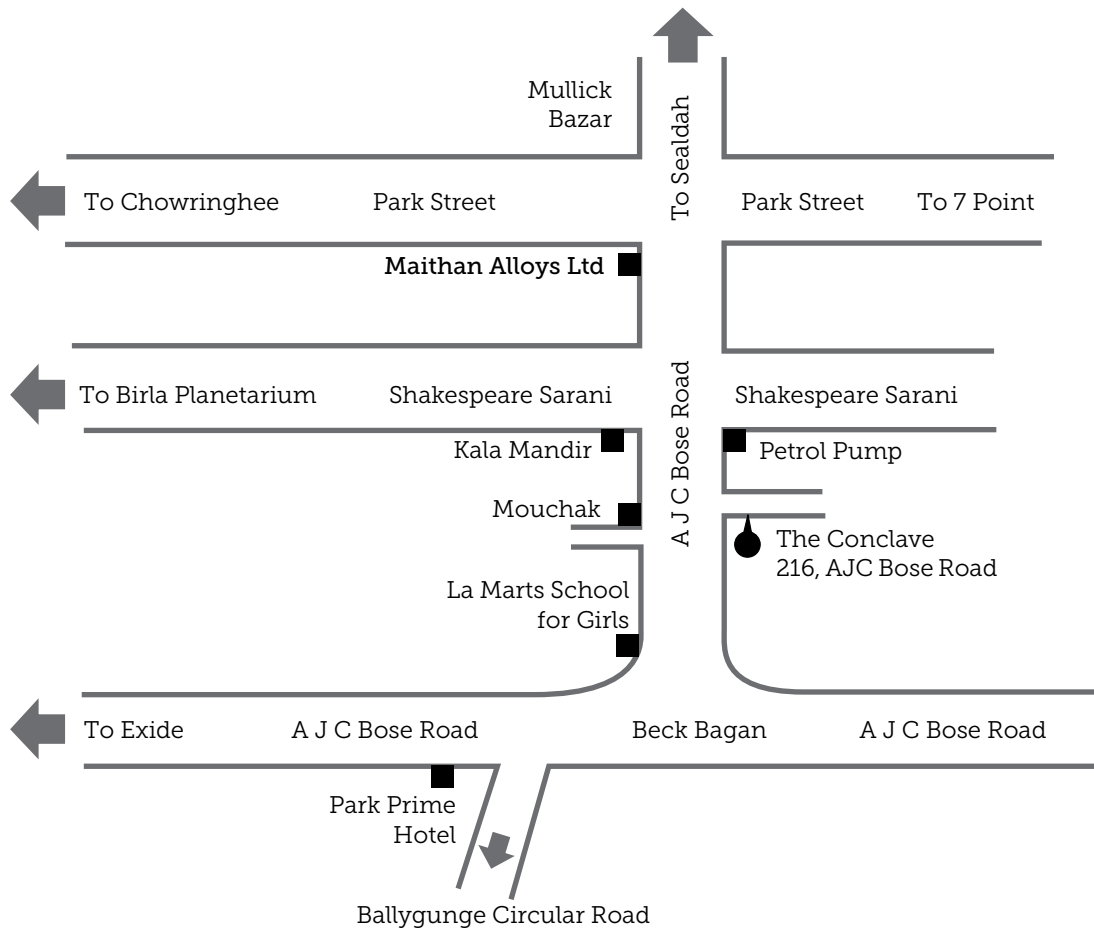 Mullick
Bazar
To Sealdah
To Chowringhee
Park Street
Park Street
To 7 Point
Maithan Alloys Ltd
To Birla Planetarium
Shakespeare Sarani
A J C Bose Road
Shakespeare Sarani
Kala Mandir
Petrol Pump
Mouchak
The Conclave
216, AJC Bose Road
La Marts School
for Girls
To Exide
A J C Bose Road
Beck Bagan
A J C Bose Road
Park Prime
Hotel
Ballygunge Circular Road